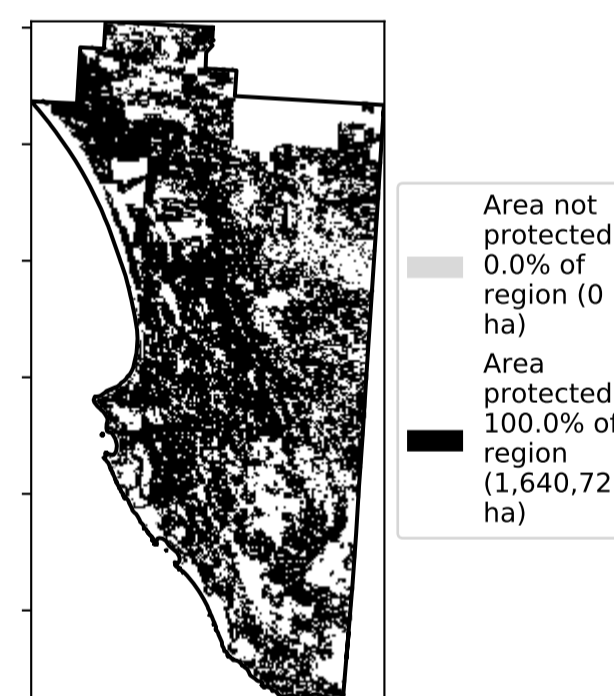 Area not
protected
0.0% of
region (0
ha)
Area
protected
100.0% of
region
(1,640,72
ha)